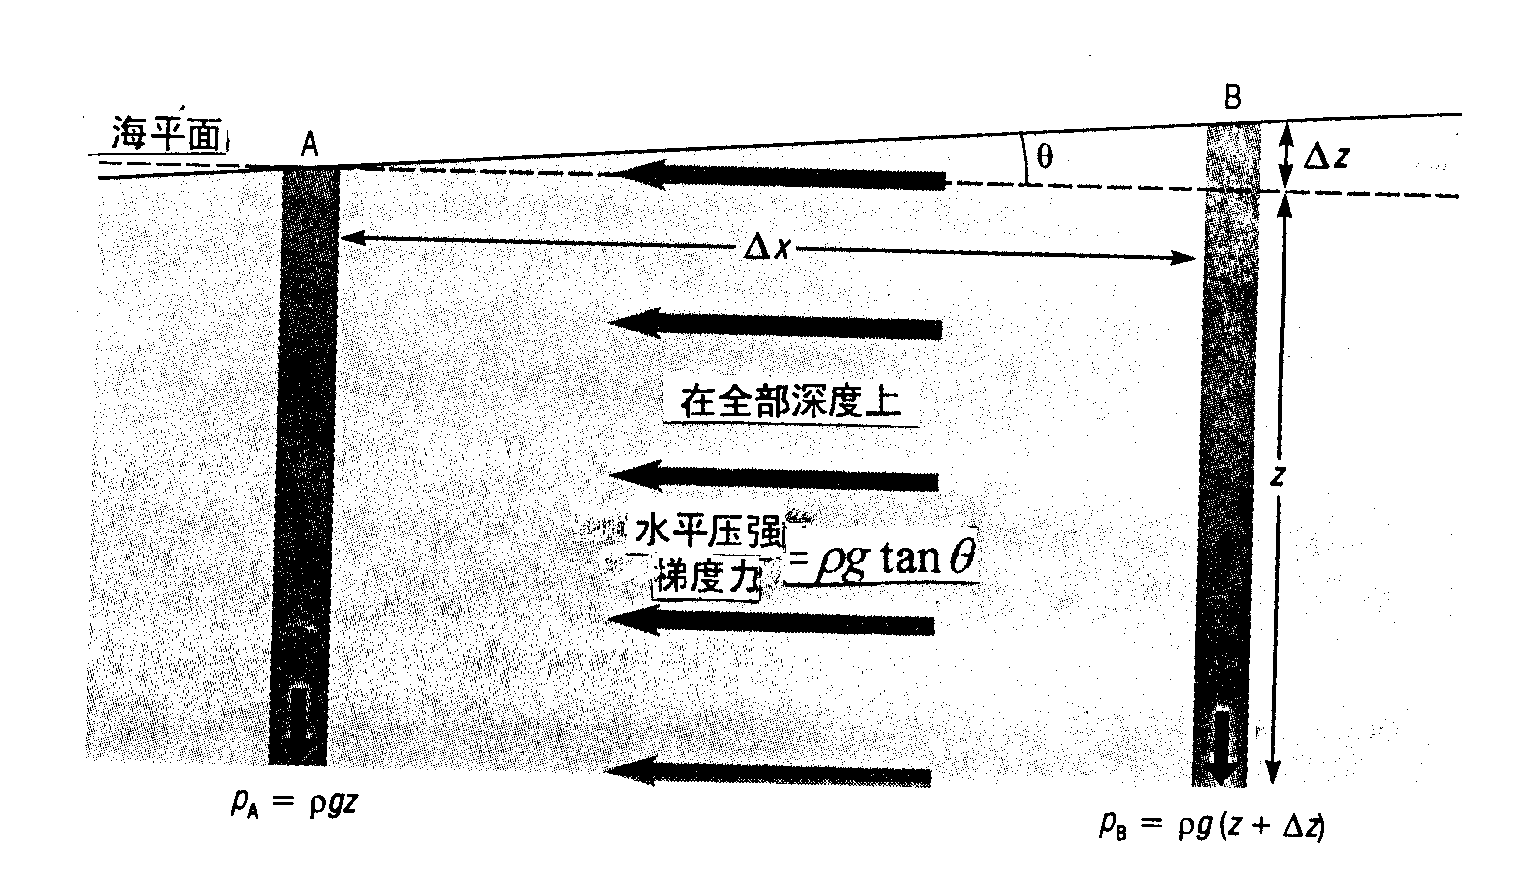 海平面
A
B
θ
Δz
Δx
在全部深度上
z
水平压强
梯度力
= ρg tan θ
p_A = ρgz
p_B = ρg(z + Δz)